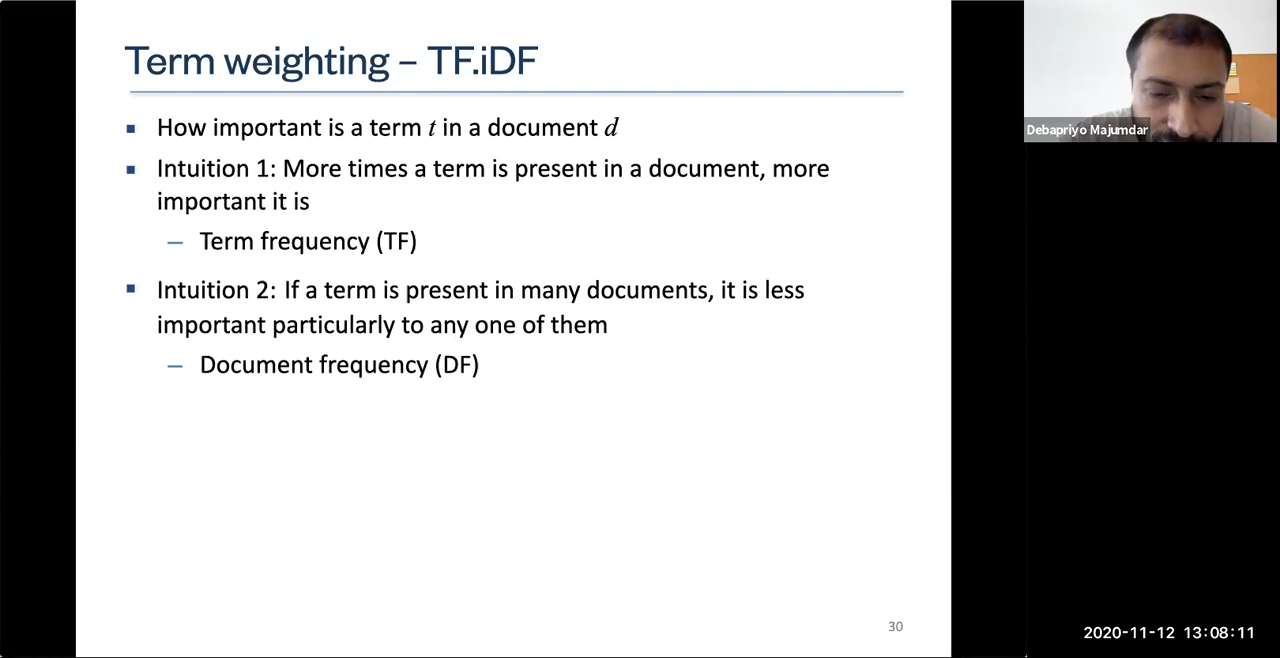 Term weighting – TF.iDF
How important is a term t in a document d
Intuition 1: More times a term is present in a document, more
important it is
– Term frequency (TF)
Intuition 2: If a term is present in many documents, it is less
important particularly to any one of them
– Document frequency (DF)
30
Debapriyo Majumdar
2020-11-12 13:08:11